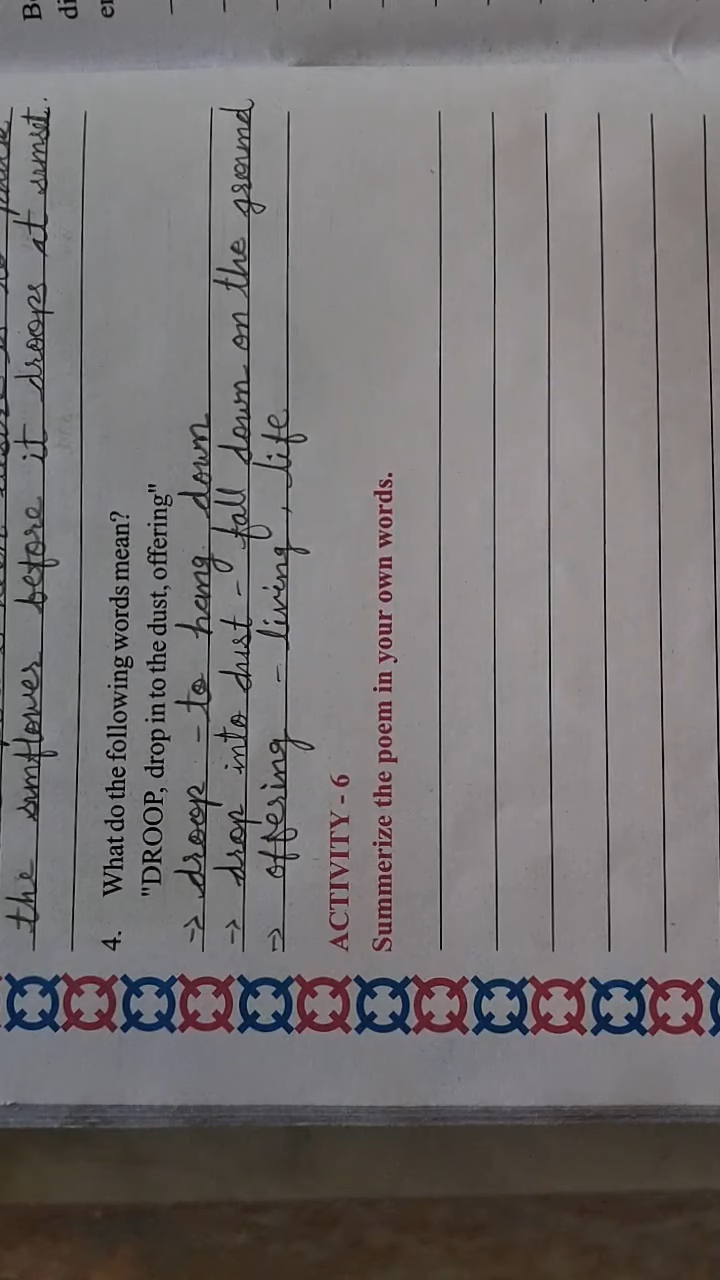 the sunflower before it droops at sunset.
4. What do the following words mean?
"DROOP, drop in to the dust, offering"
-> droop - to hang down
-> drop into dust - fall down on the ground
-> offering - living, life
ACTIVITY - 6
Summerize the poem in your own words.